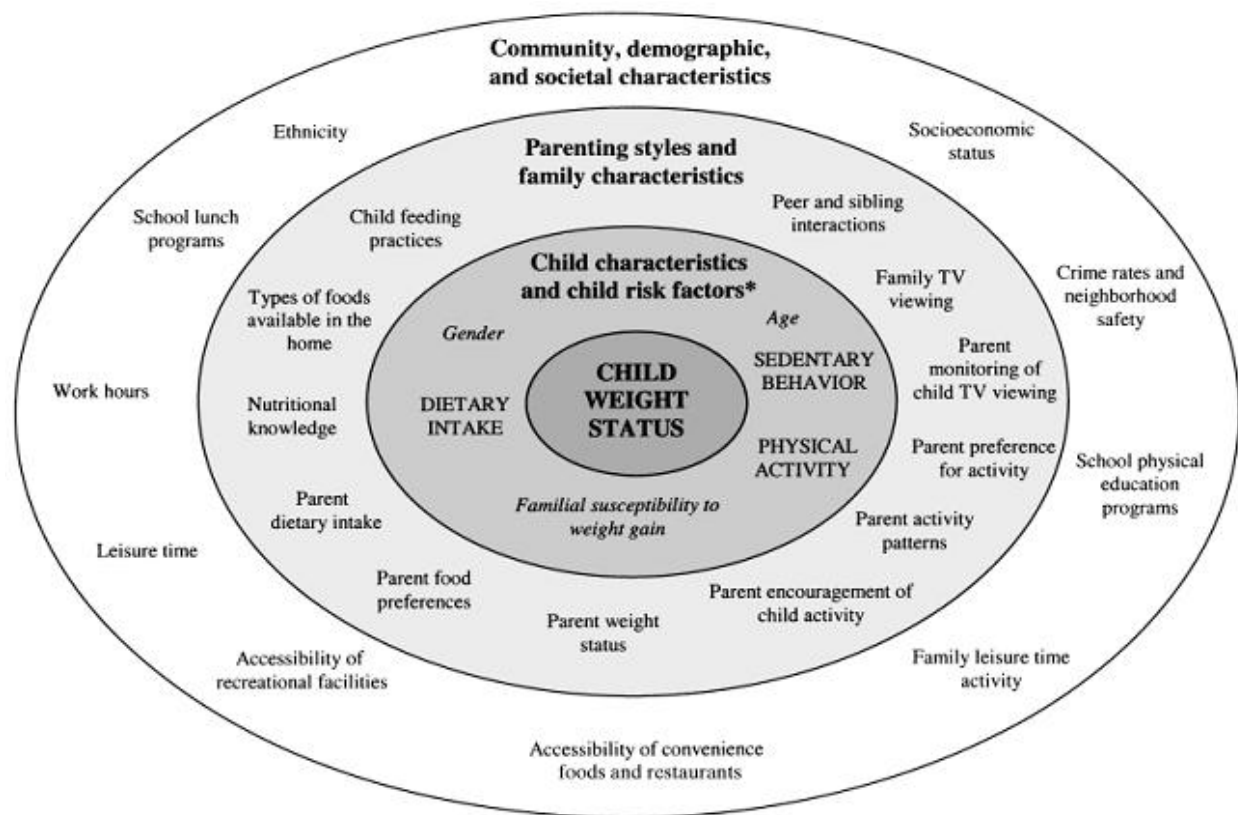 Community, demographic,
and societal characteristics
Ethnicity
Socioeconomic
status
School lunch
programs
Crime rates and
neighborhood
safety
Work hours
School physical
education
programs
Leisure time
Accessibility of
recreational facilities
Family leisure time
activity
Accessibility of convenience
foods and restaurants
Parenting styles and
family characteristics
Child feeding
practices
Peer and sibling
interactions
Types of foods
available in the
home
Family TV
viewing
Parent
monitoring of
child TV viewing
Nutritional
knowledge
Parent preference
for activity
Parent
dietary intake
Parent activity
patterns
Parent food
preferences
Parent weight
status
Parent encouragement of
child activity
Child characteristics
and child risk factors*
Gender
Age
DIETARY
INTAKE
SEDENTARY
BEHAVIOR
PHYSICAL
ACTIVITY
Familial susceptibility to
weight gain
CHILD
WEIGHT
STATUS